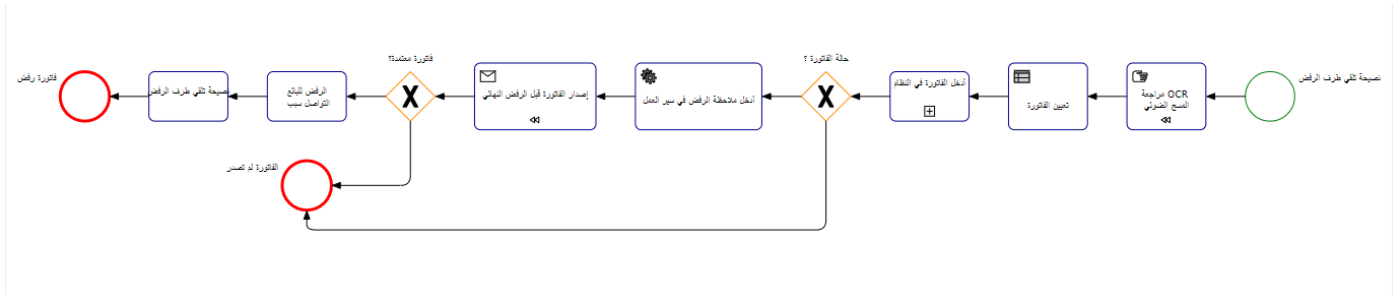 نصيحة تلقي طرف الرفض
مراجعة OCR
المسح الضوئي
تعيين الفاتورة
أدخل الفاتورة في النظام
حالة الفاتورة ؟
أدخل ملاحظة الرفض في سير العمل
إصدار الفاتورة قبل الرفض النهائي
فاتورة معتمدة؟
الرفض للبائع
التواصل سبب
نصيحة تلقي طرف الرفض
فاتورة رفض
الفاتورة لم تصدر